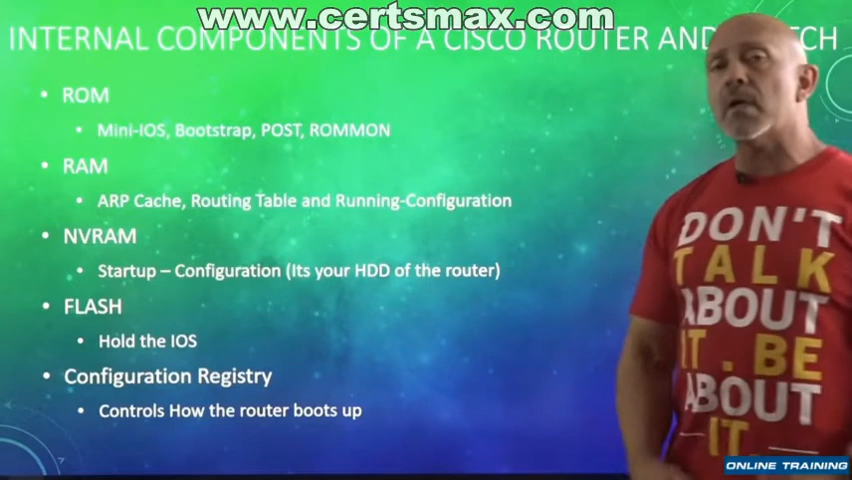 www.certsmax.com
INTERNAL COMPONENTS OF A CISCO ROUTER AND
• ROM
• Mini-IOS, Bootstrap, POST, ROMMON
• RAM
• ARP Cache, Routing Table and Running-Configuration
• NVRAM
• Startup – Configuration (Its your HDD of the router)
• FLASH
• Hold the IOS
• Configuration Registry
• Controls How the router boots up
DON'T
TALK
ABOUT
IT. BE
ABOUT
IT.
ONLINE TRAINING